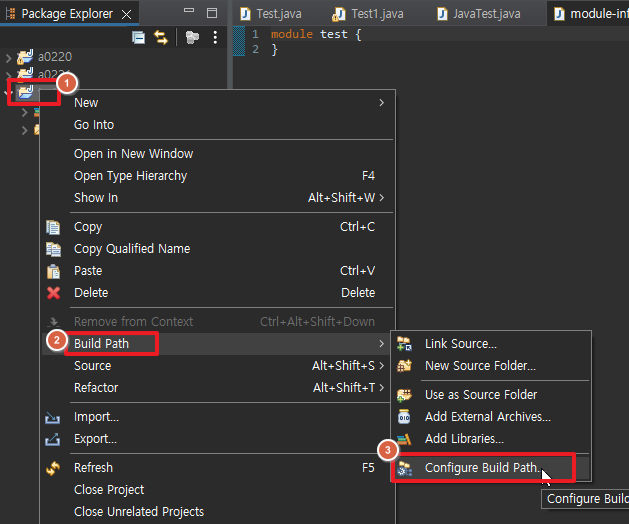 Package Explorer
Test.java
Test1.java
JavaTest.java
module-inf
1 module test {
2 }
a0220
1
New
Go Into
Open in New Window
Open Type Hierarchy F4
Show In Alt+Shift+W
Copy Ctrl+C
Copy Qualified Name
Paste Ctrl+V
Delete Delete
Remove from Context Ctrl+Alt+Shift+Down
2
Build Path
Source Alt+Shift+S
Refactor Alt+Shift+T
Import...
Export...
Refresh F5
Close Project
Close Unrelated Projects
Link Source...
New Source Folder...
Use as Source Folder
Add External Archives...
Add Libraries...
3
Configure Build Path...
Configure Build